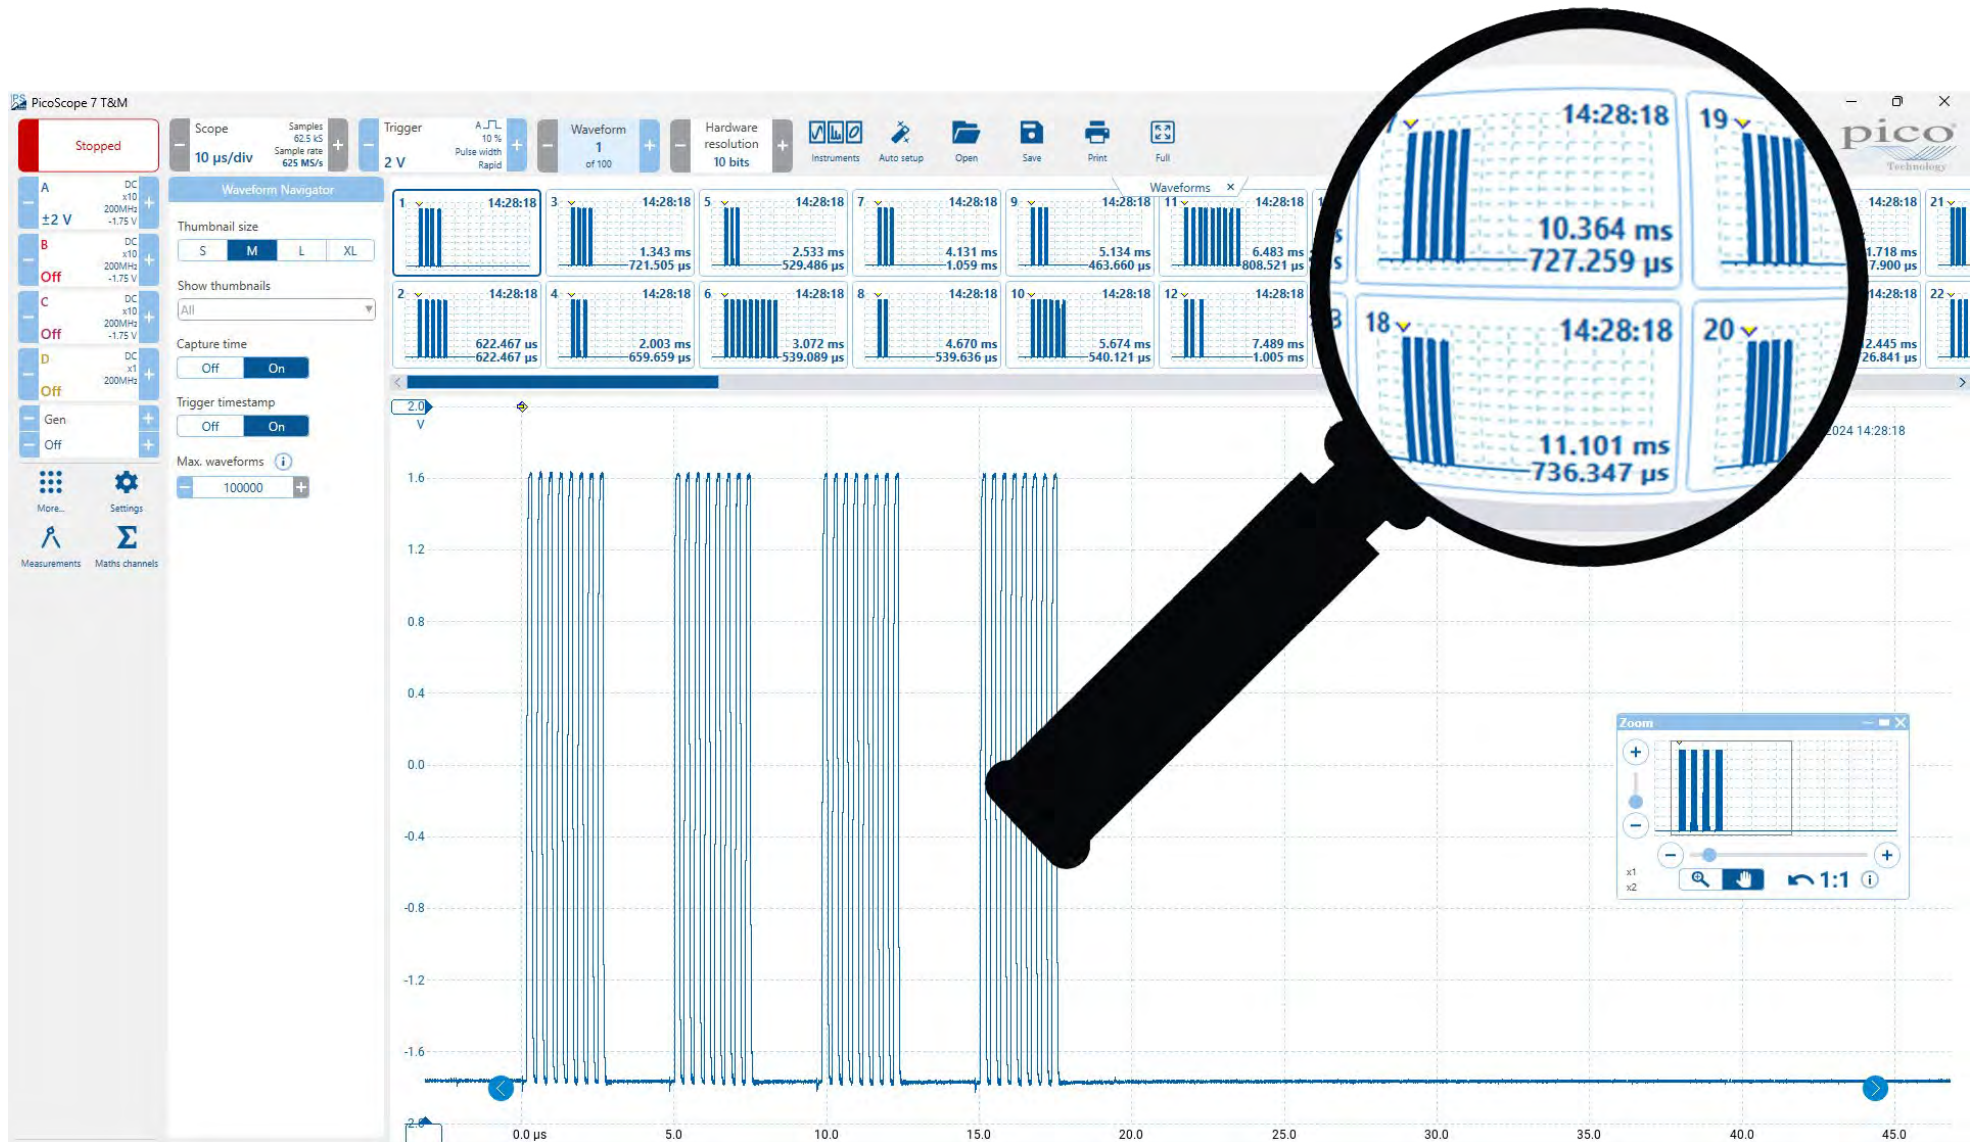 PicoScope 7 T&M
Stopped
Scope
10 µs/div
Samples
62.5 kS
Sample rate
625 MS/s
Trigger
2 V
10 %
Pulse width
Rapid
Waveform
1
of 100
Hardware
resolution
10 bits
Instruments
Auto setup
Open
Save
Print
Full
pico
Technology
A
±2 V
DC
x10
200MHz
-1.75 V
B
Off
DC
x10
200MHz
-1.75 V
C
Off
DC
x10
200MHz
-1.75 V
D
Off
DC
x1
200MHz
Gen
Off
More...
Settings
Measurements
Maths channels
Waveform Navigator
Thumbnail size
S M L XL
Show thumbnails
All
Capture time
Off On
Trigger timestamp
Off On
Max. waveforms
100000
Waveforms
1 14:28:18
3 14:28:18
1.343 ms
721.505 µs
5 14:28:18
2.533 ms
529.486 µs
7 14:28:18
4.131 ms
1.059 ms
9 14:28:18
5.134 ms
463.660 µs
11 14:28:18
6.483 ms
808.521 µs
2 14:28:18
622.467 µs
622.467 µs
4 14:28:18
2.003 ms
659.659 µs
6 14:28:18
3.072 ms
539.089 µs
8 14:28:18
4.670 ms
539.636 µs
10 14:28:18
5.674 ms
540.121 µs
12 14:28:18
7.489 ms
1.005 ms
14:28:18
10.364 ms
727.259 µs
19
18 14:28:18
11.101 ms
736.347 µs
20
14:28:18
1.718 ms
7.900 µs
21
14:28:18
2.445 ms
26.841 µs
22
2024 14:28:18
2.0
V
1.6
1.2
0.8
0.4
0.0
-0.4
-0.8
-1.2
-1.6
-2.0
0.0 µs 5.0 10.0 15.0 20.0 25.0 30.0 35.0 40.0 45.0
Zoom
x1
x2
1:1